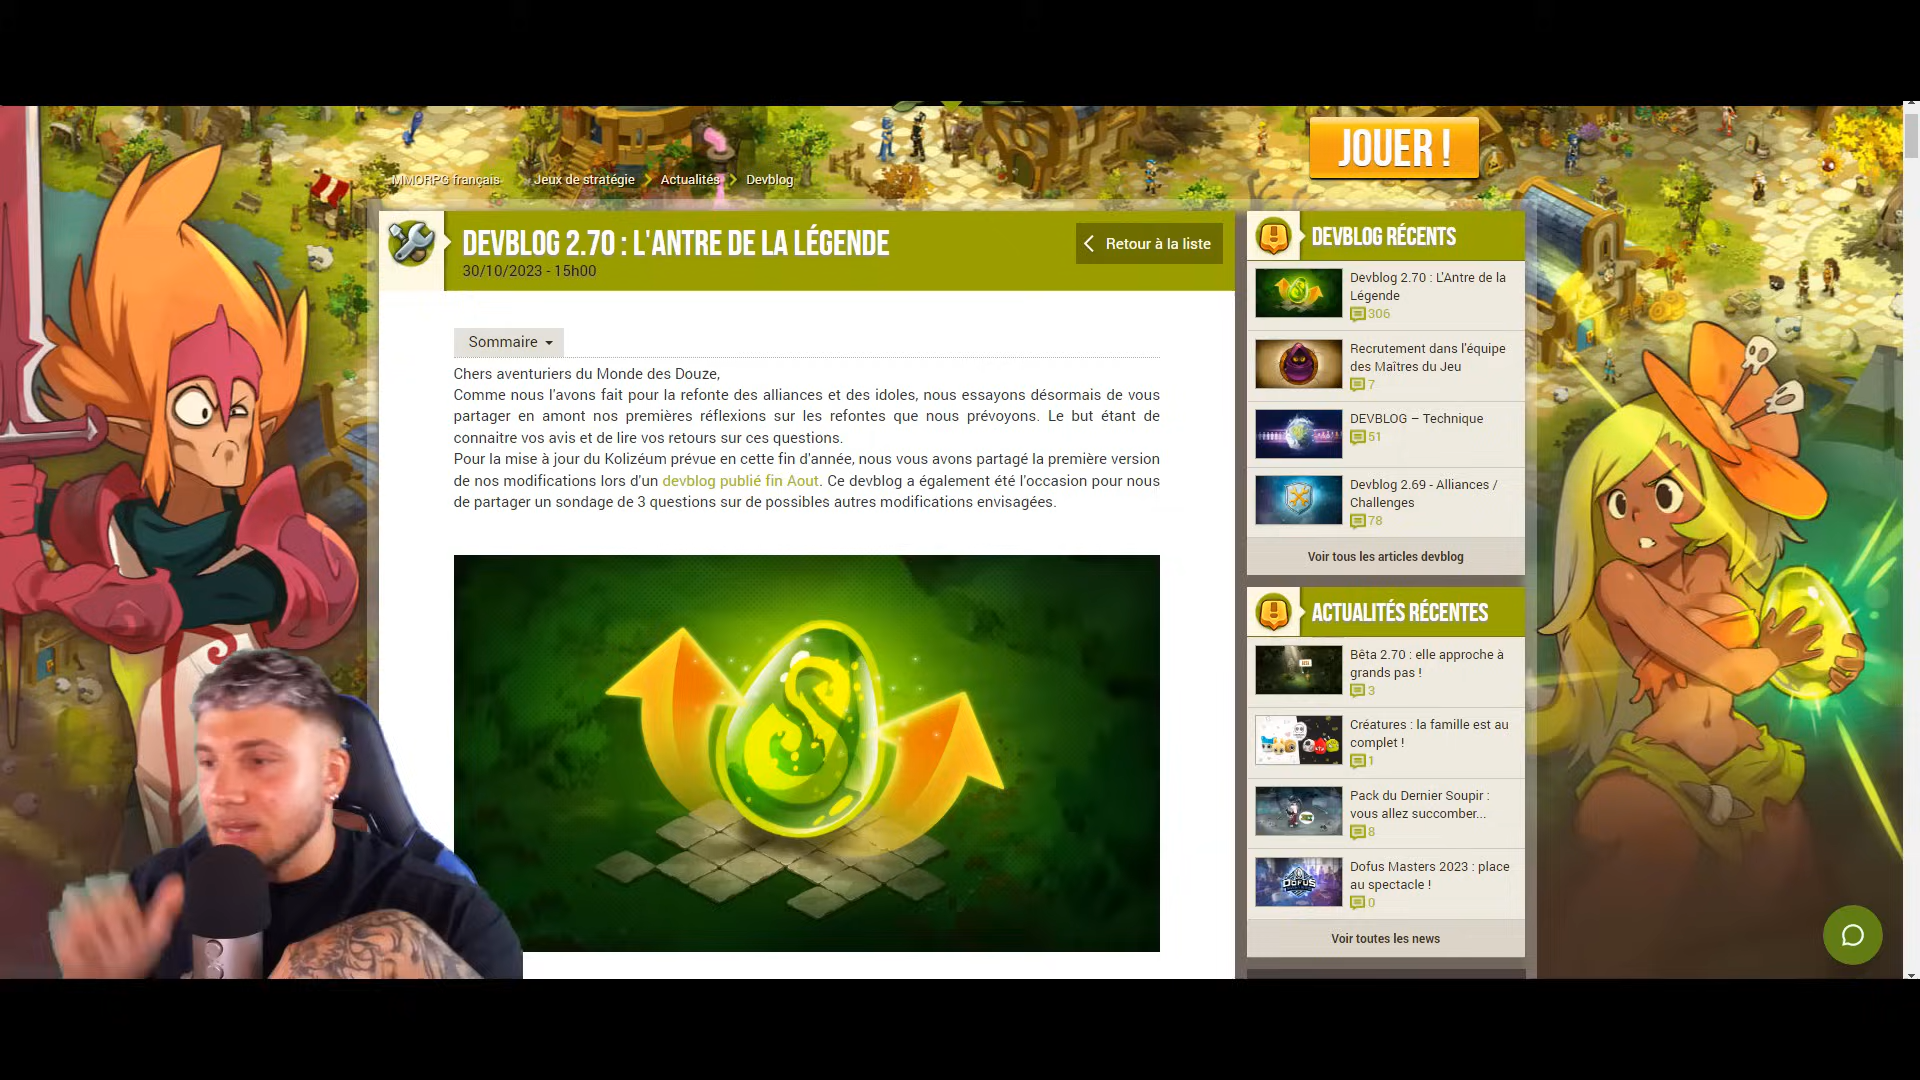 JOUER !
MMORPG français
Jeux de stratégie
Actualités
Devblog
DEVBLOG 2.70 : L'ANTRE DE LA LÉGENDE
30/10/2023 - 15h00
Retour à la liste
Sommaire
Chers aventuriers du Monde des Douze,
Comme nous l'avons fait pour la refonte des alliances et des idoles, nous essayons désormais de vous
partager en amont nos premières réflexions sur les refontes que nous prévoyons. Le but étant de
connaitre vos avis et de lire vos retours sur ces questions.
Pour la mise à jour du Kolizéum prévue en cette fin d'année, nous vous avons partagé la première version
de nos modifications lors d'un devblog publié fin Aout. Ce devblog a également été l'occasion pour nous
de partager un sondage de 3 questions sur de possibles autres modifications envisagées.
DEVBLOG RÉCENTS
Devblog 2.70 : L'Antre de la
Légende
306
Recrutement dans l'équipe
des Maîtres du Jeu
7
DEVBLOG – Technique
51
Devblog 2.69 - Alliances /
Challenges
78
Voir tous les articles devblog
ACTUALITÉS RÉCENTES
Bêta 2.70 : elle approche à
grands pas !
3
Créatures : la famille est au
complet !
1
Pack du Dernier Soupir :
vous allez succomber...
8
DOFUS
Dofus Masters 2023 : place
au spectacle !
0
Voir toutes les news